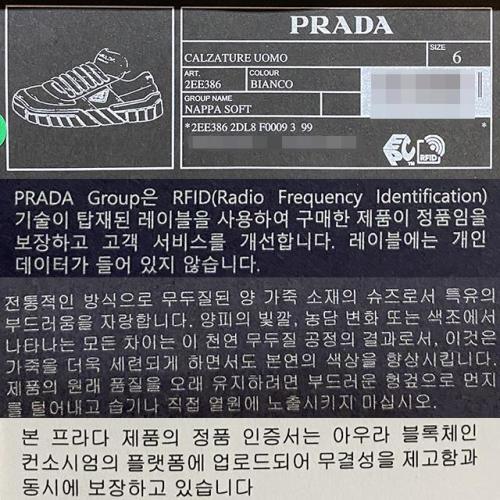 PRADA
CALZATURE UOMO
SIZE
6
ART.
2EE386
COLOUR
BIANCO
GROUP NAME
NAPPA SOFT
*2EE386 2DL8 F0009 3 99
EPC
RFID
PRADA Group은 RFID(Radio Frequency Identification)
기술이 탑재된 레이블을 사용하여 구매한 제품이 정품임을
보장하고 고객 서비스를 개선합니다. 레이블에는 개인
데이터가 들어 있지 않습니다.
전통적인 방식으로 무두질된 양 가죽 소재의 슈즈로서 특유의
부드러움을 자랑합니다. 양피의 빛깔, 농담 변화 또는 색조에서
나타나는 모든 차이는 이 천연 무두질 공정의 결과로서, 이것은
가죽을 더욱 세련되게 하면서도 본연의 색상을 향상시킵니다.
제품의 원래 품질을 오래 유지하려면 부드러운 헝겊으로 먼지
를 털어내고 습기나 직접 열원에 노출시키지 마십시오.
본 프라다 제품의 정품 인증서는 아우라 블록체인
컨소시엄의 플랫폼에 업로드되어 무결성을 제고함과
동시에 보장하고 있습니다